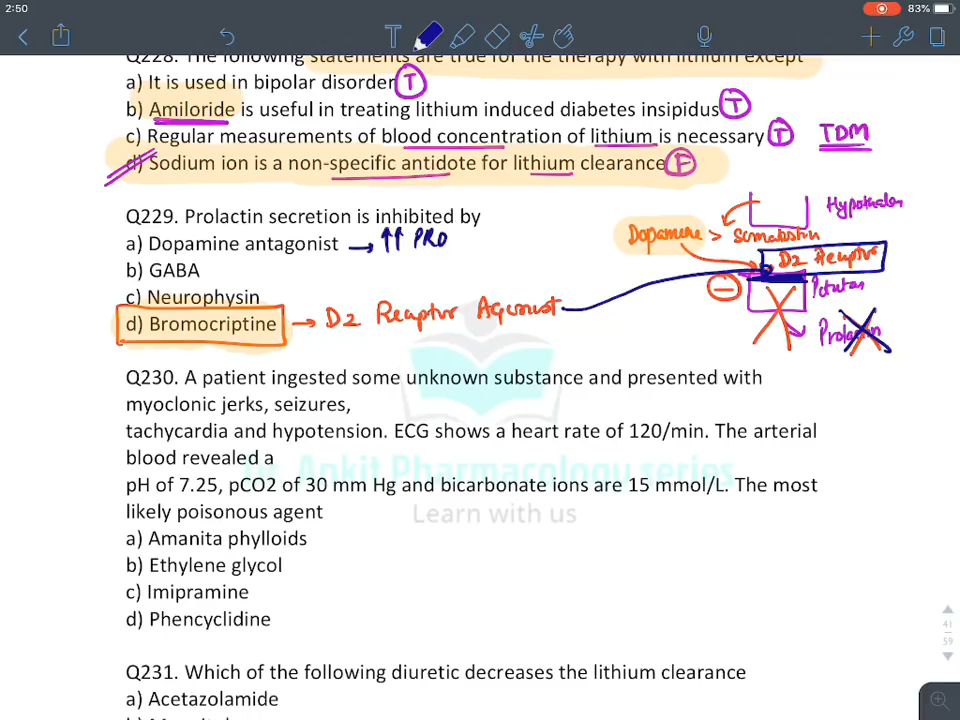 2:50
83%
T
Q228. The following statements are true for the therapy with lithium except
a) It is used in bipolar disorder T
b) Amiloride is useful in treating lithium induced diabetes insipidus T
c) Regular measurements of blood concentration of lithium is necessary T TDM
d) Sodium ion is a non-specific antidote for lithium clearance F
Q229. Prolactin secretion is inhibited by
a) Dopamine antagonist → ↑↑ PRO
b) GABA
c) Neurophysin
d) Bromocriptine → D2 Receptor Agonist
Dopamine >
D2 Receptor
Prolactin
Q230. A patient ingested some unknown substance and presented with
myoclonic jerks, seizures,
tachycardia and hypotension. ECG shows a heart rate of 120/min. The arterial
blood revealed a
Dr. Ankit Pharmacology series
pH of 7.25, pCO2 of 30 mm Hg and bicarbonate ions are 15 mmol/L. The most
likely poisonous agent
Learn with us
a) Amanita phylloids
b) Ethylene glycol
c) Imipramine
d) Phencyclidine
41
59
Q231. Which of the following diuretic decreases the lithium clearance
a) Acetazolamide